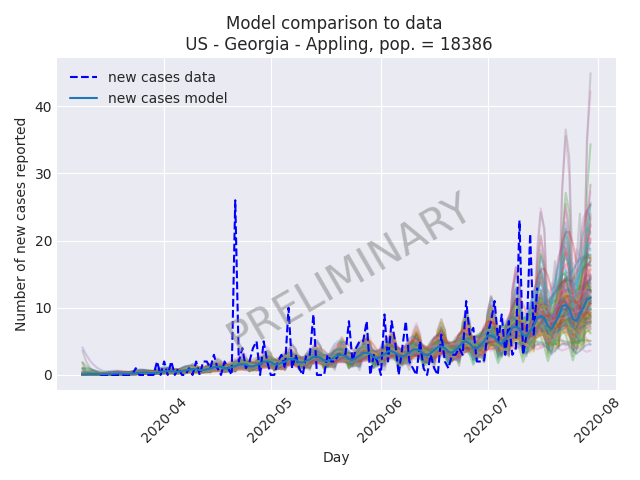 Model comparison to data
US - Georgia - Appling, pop. = 18386
new cases data
new cases model
Number of new cases reported
40
30
20
10
0
PRELIMINARY
2020-04
2020-05
2020-06
2020-07
2020-08
Day